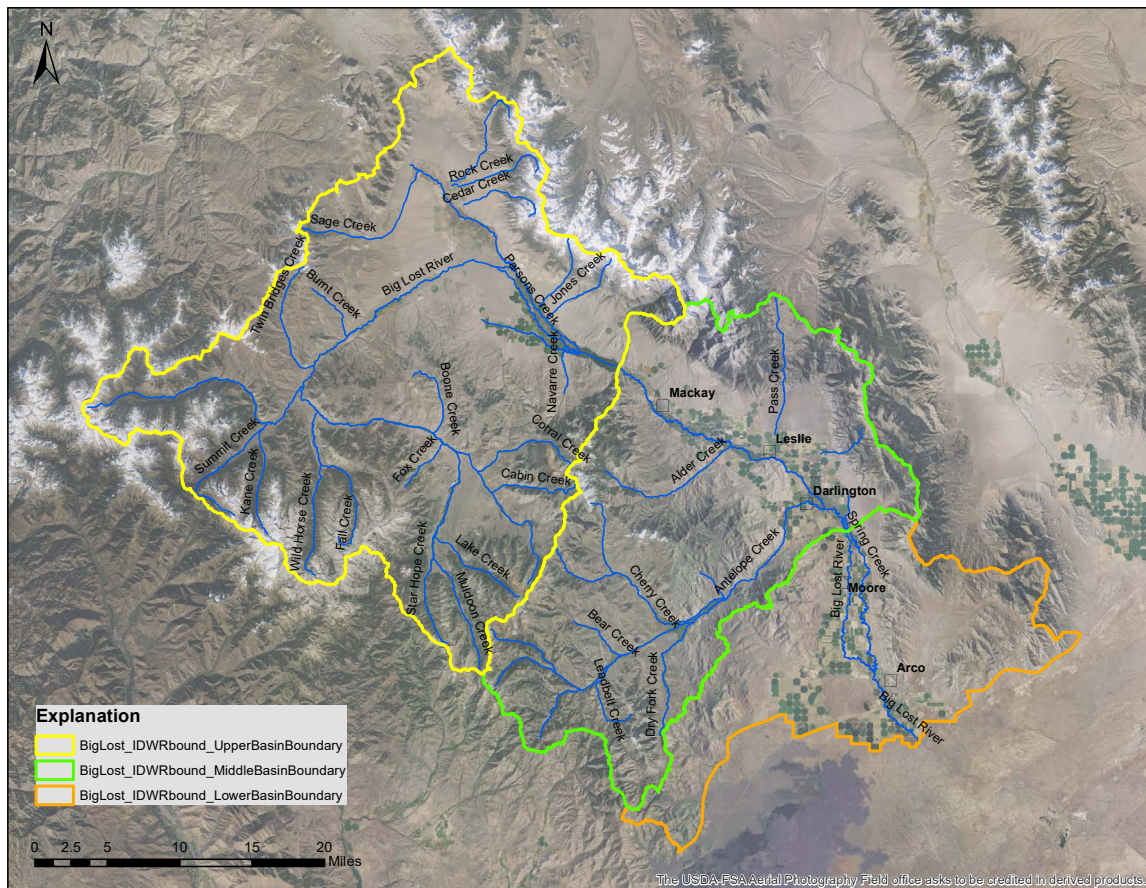 N
Rock Creek
Cedar Creek
Sage Creek
Twin Bridges Creek
Burnt Creek
Big Lost River
Parsons Creek
Jones Creek
Navarre Creek
Boone Creek
Mackay
Pass Creek
Leslie
Summit Creek
Kane Creek
Wild Horse Creek
Fall Creek
Fox Creek
Corral Creek
Cabin Creek
Alder Creek
Darlington
Spring Creek
Star Hope Creek
Lake Creek
Muldoon Creek
Cherry Creek
Antelope Creek
Big Lost River
Moore
Bear Creek
Leadbelt Creek
Dry Fork Creek
Arco
Big Lost River
Explanation
BigLost_IDWRbound_UpperBasinBoundary
BigLost_IDWRbound_MiddleBasinBoundary
BigLost_IDWRbound_LowerBasinBoundary
0 2.5 5 10 15 20
Miles
The USDA-FSA Aerial Photography Field office asks to be credited in derived products